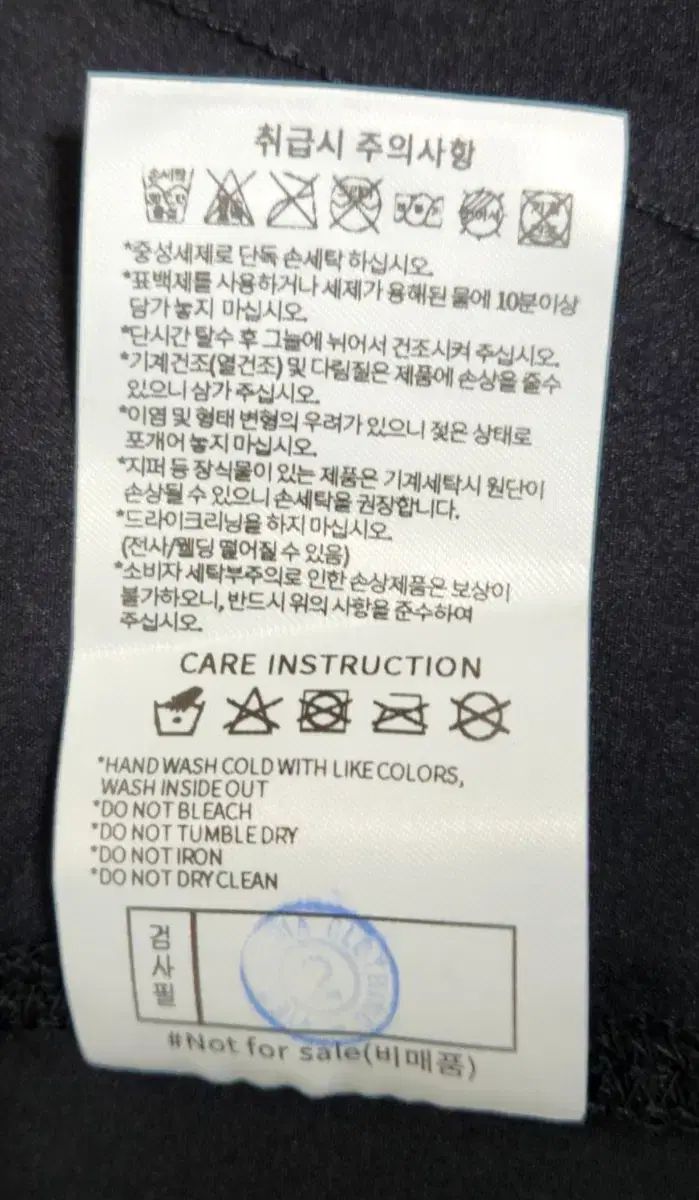 취급시 주의사항
손세탁
*중성세제로 단독 손세탁 하십시오.
*표백제를 사용하거나 세제가 용해된 물에 10분이상
담가 놓지 마십시오.
*단시간 탈수 후 그늘에 뉘어서 건조시켜 주십시오.
*기계건조(열건조) 및 다림질은 제품에 손상을 줄수
있으니 삼가 주십시오.
*이염 및 형태 변형의 우려가 있으니 젖은 상태로
포개어 놓지 마십시오.
*지퍼 등 장식물이 있는 제품은 기계세탁시 원단이
손상될 수 있으니 손세탁을 권장합니다.
*드라이크리닝을 하지 마십시오.
(전사/웰딩 떨어질 수 있음)
*소비자 세탁부주의로 인한 손상제품은 보상이
불가하오니, 반드시 위의 사항을 준수하여
주십시오.
CARE INSTRUCTION
*HAND WASH COLD WITH LIKE COLORS,
WASH INSIDE OUT
*DO NOT BLEACH
*DO NOT TUMBLE DRY
*DO NOT IRON
*DO NOT DRY CLEAN
검사필
2
#Not for sale(비매품)